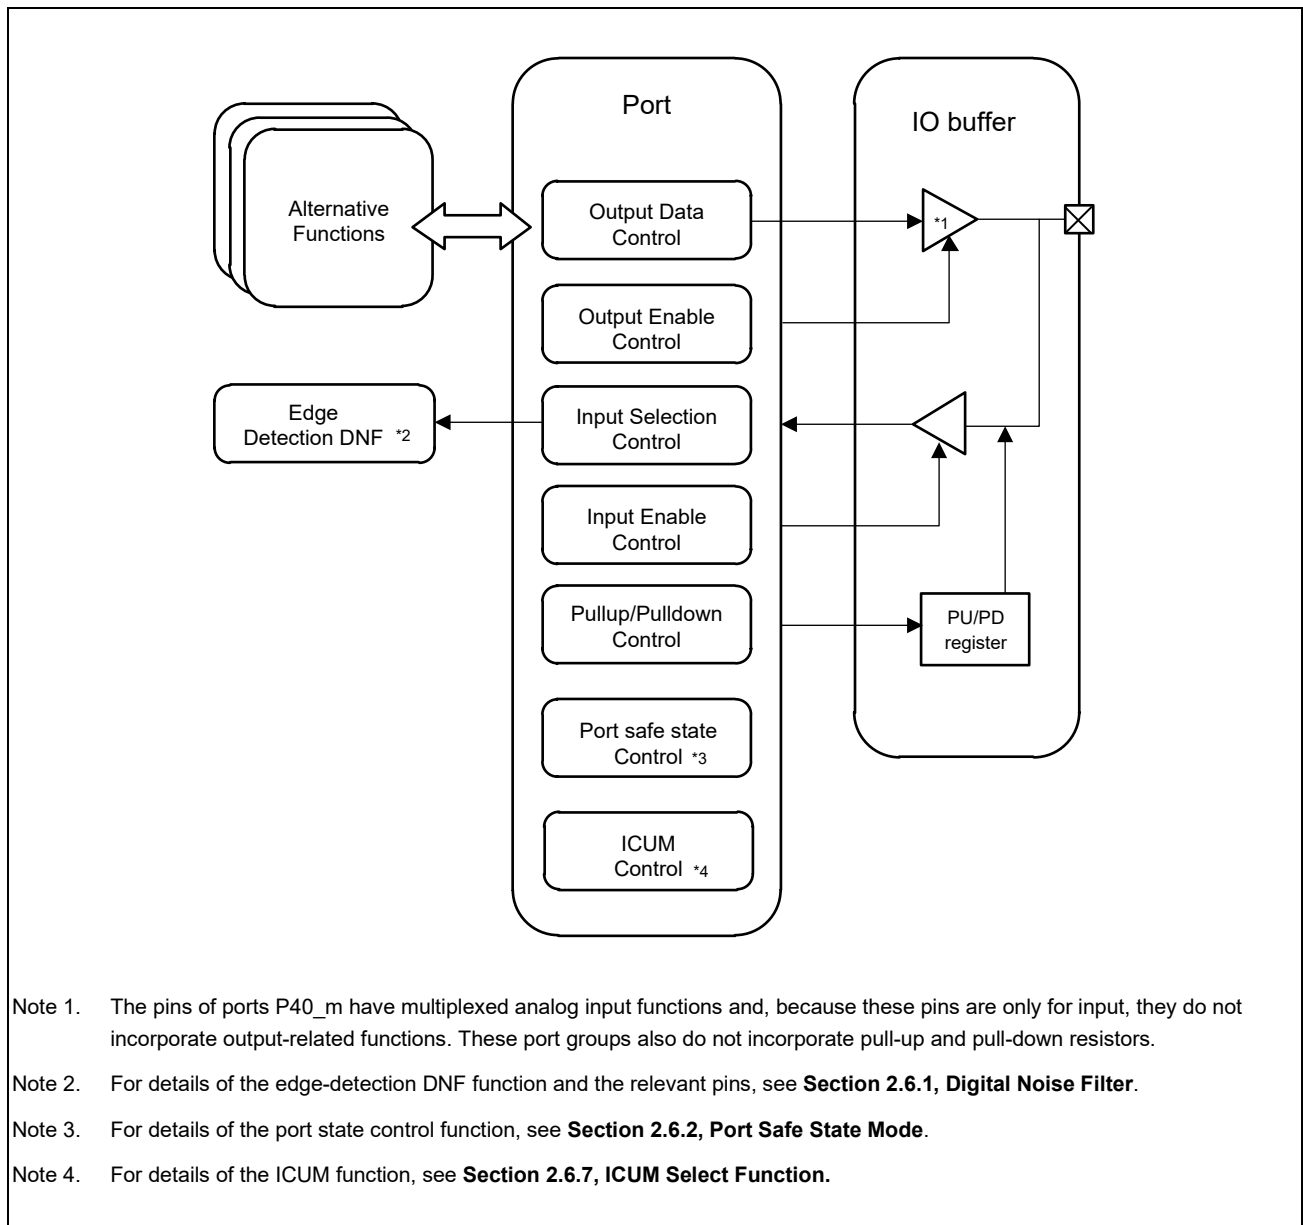 Port
IO buffer
Alternative
Functions
Output Data
Control
*1
Output Enable
Control
Edge
Detection DNF *2
Input Selection
Control
Input Enable
Control
Pullup/Pulldown
Control
PU/PD
register
Port safe state
Control *3
ICUM
Control *4
Note 1. The pins of ports P40_m have multiplexed analog input functions and, because these pins are only for input, they do not
incorporate output-related functions. These port groups also do not incorporate pull-up and pull-down resistors.
Note 2. For details of the edge-detection DNF function and the relevant pins, see Section 2.6.1, Digital Noise Filter.
Note 3. For details of the port state control function, see Section 2.6.2, Port Safe State Mode.
Note 4. For details of the ICUM function, see Section 2.6.7, ICUM Select Function.